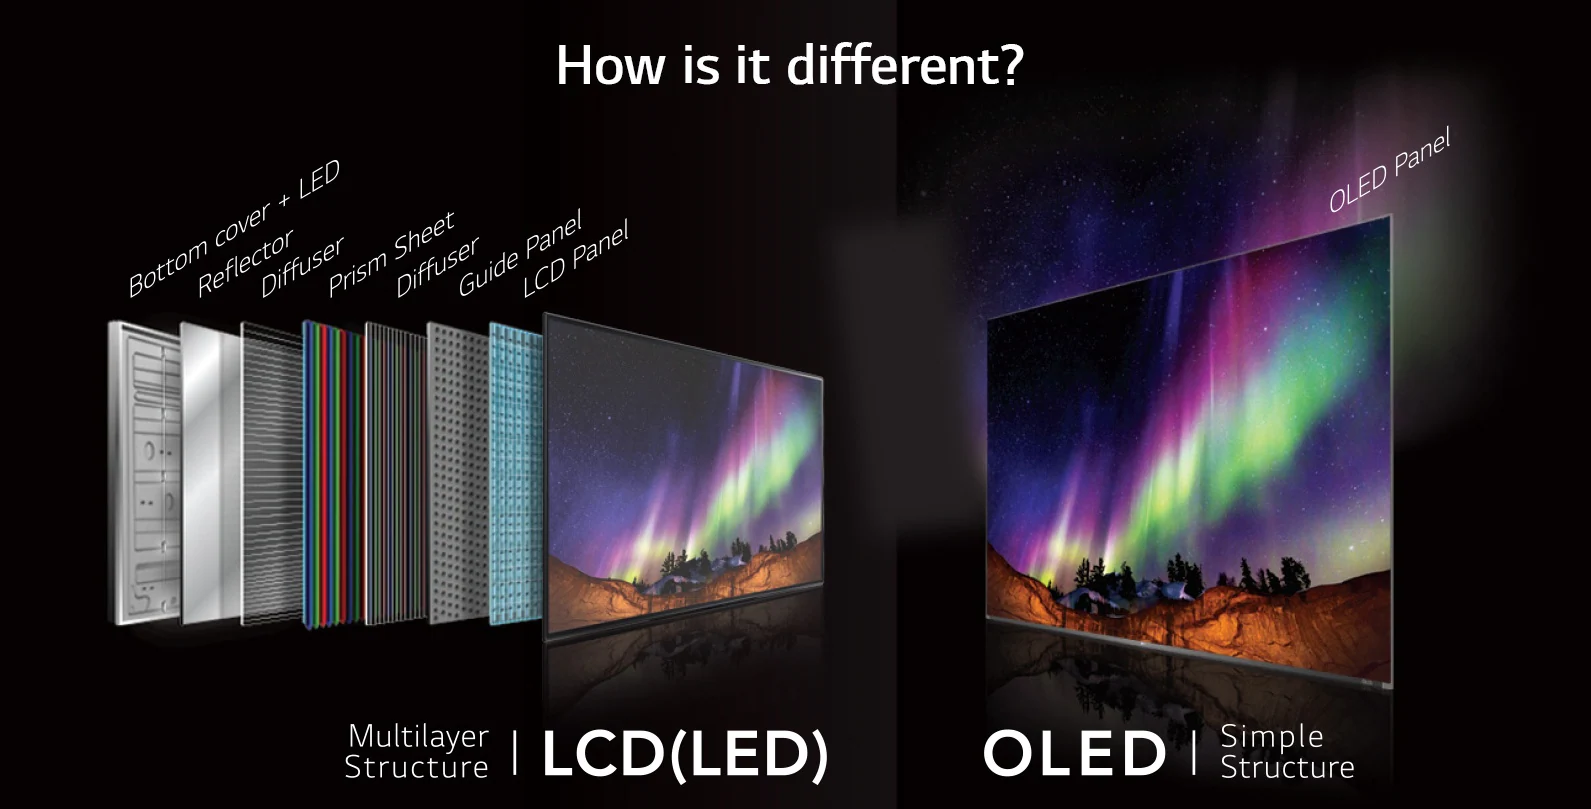 How is it different?
Bottom cover + LED
Reflector
Diffuser
Prism Sheet
Diffuser
Guide Panel
LCD Panel
OLED Panel
Multilayer
Structure
LCD(LED)
OLED
Simple
Structure